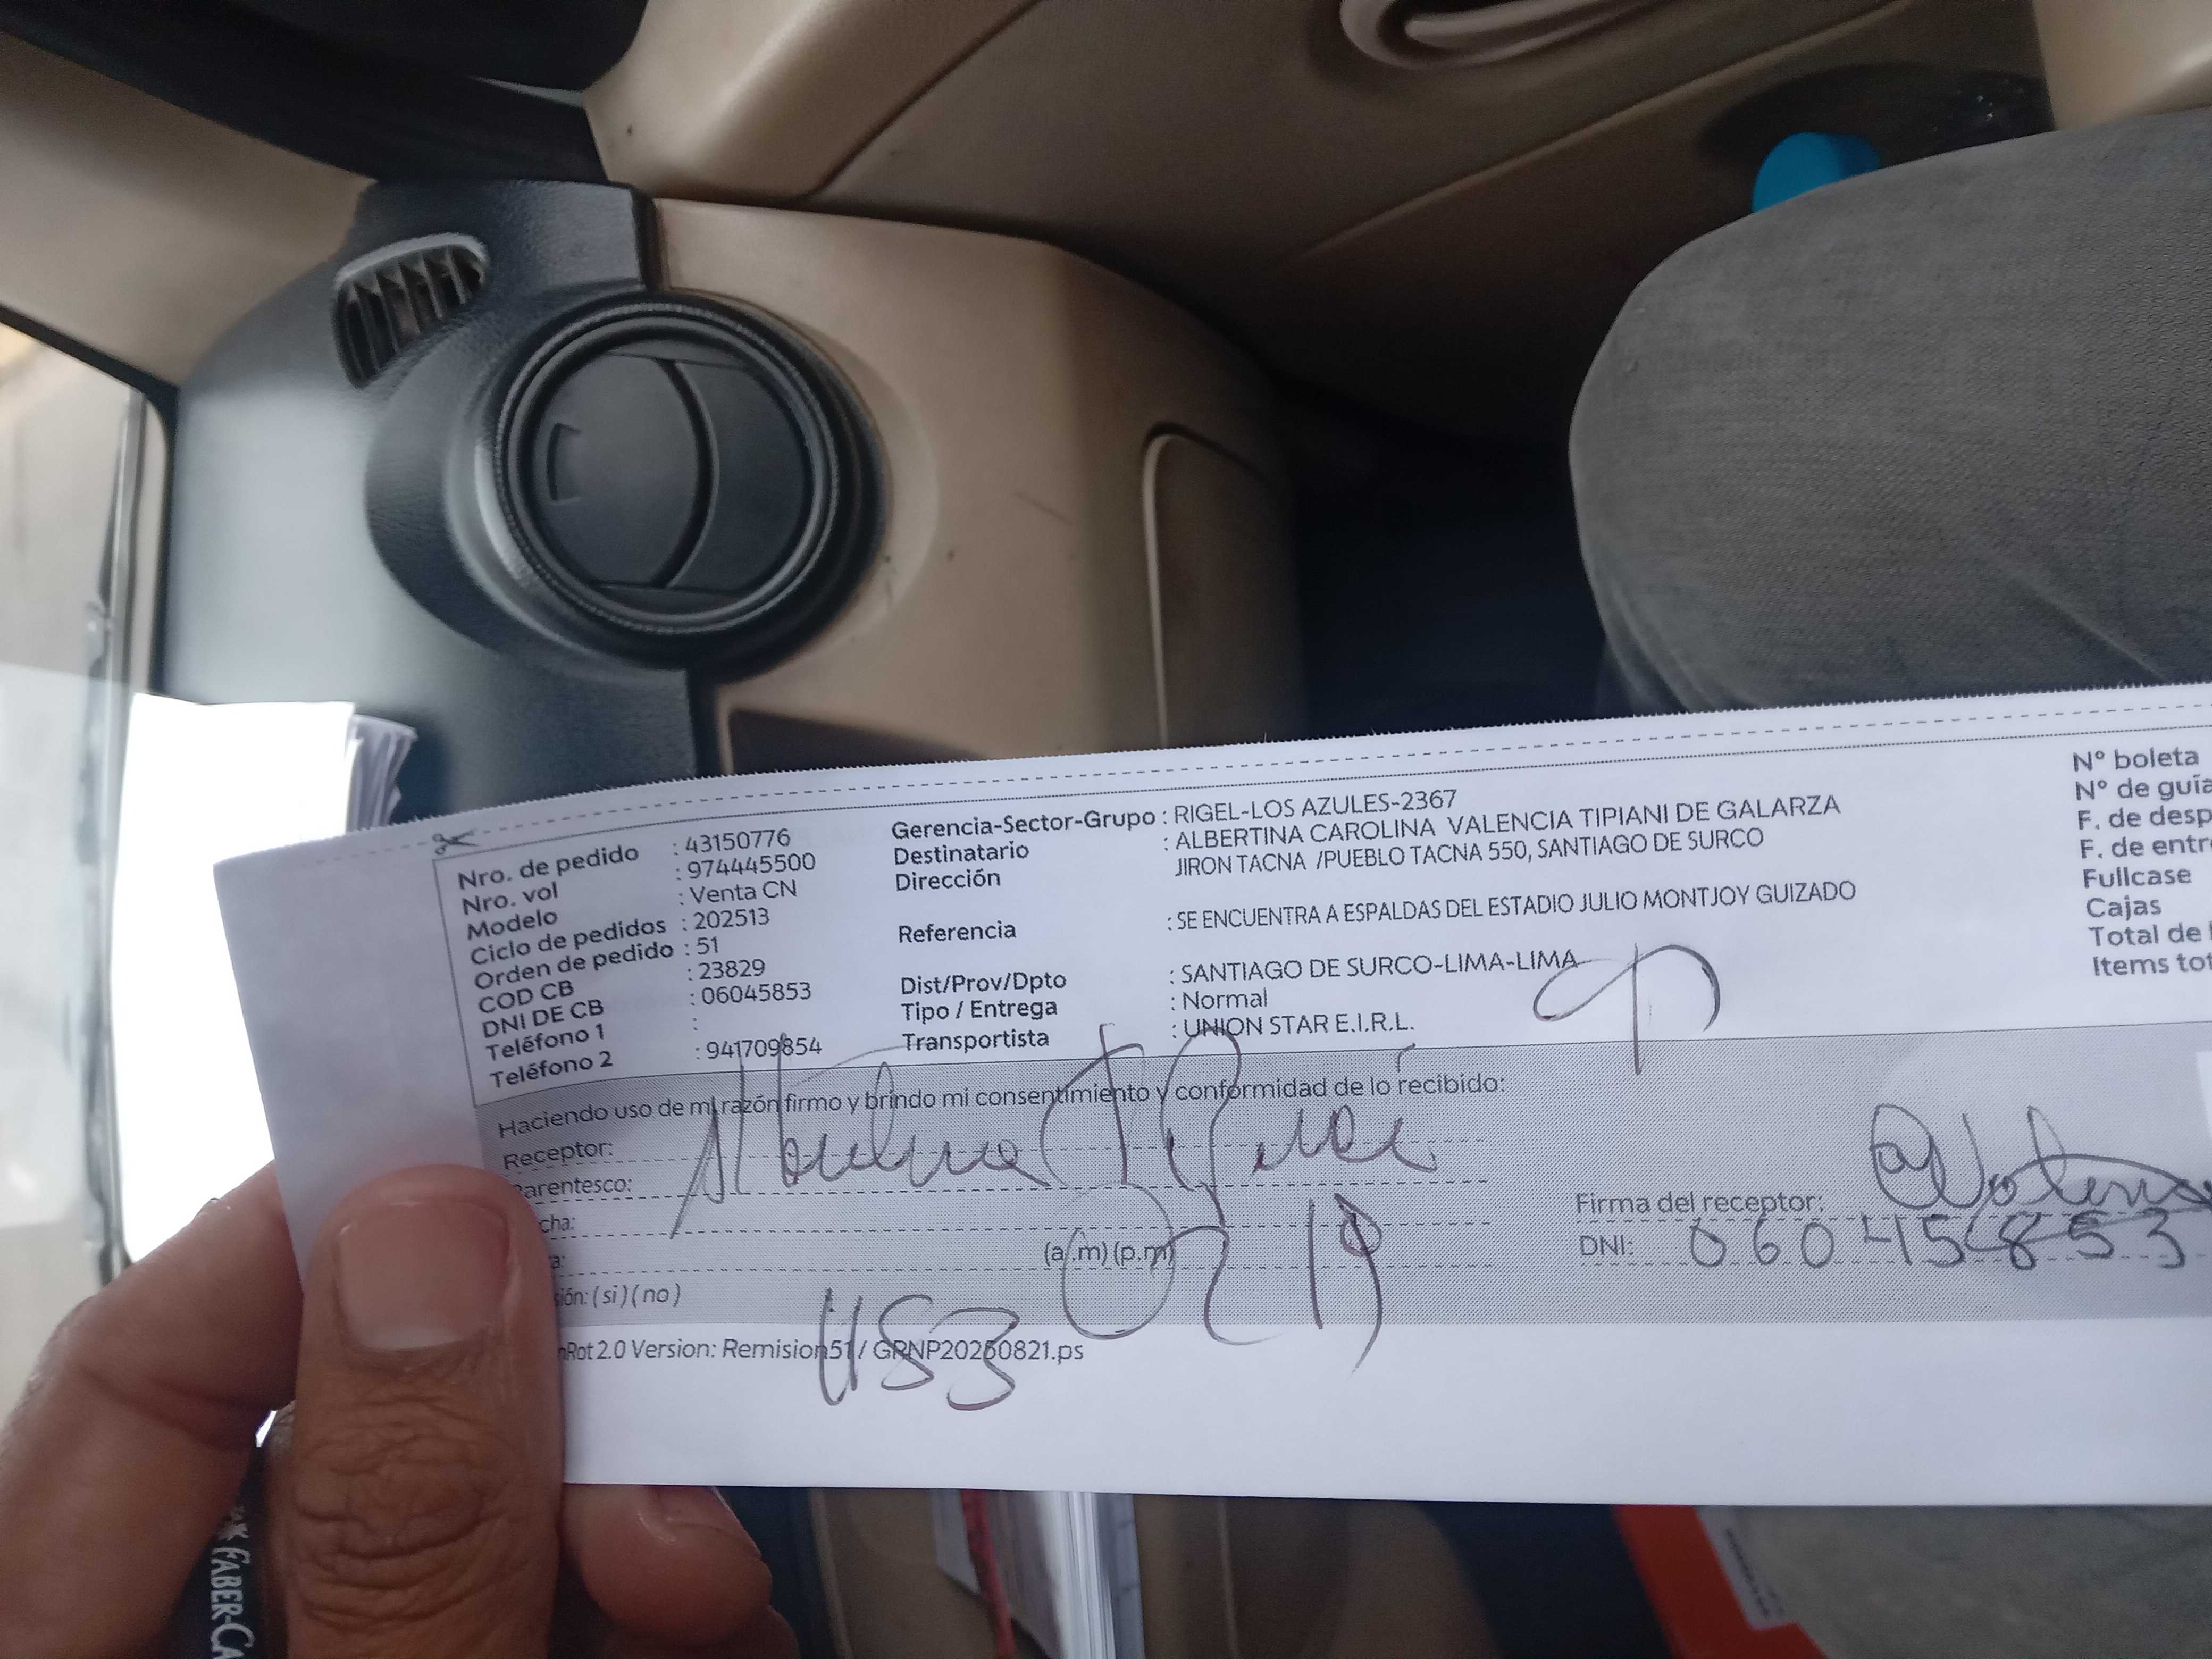 Nro. de pedido : 43150776
Nro. vol : 974445500
Modelo : Venta CN
Ciclo de pedidos : 202513
Orden de pedido : 51
COD CB : 23829
DNI DE CB : 06045853
Teléfono 1 :
Teléfono 2 : 941709854
Gerencia-Sector-Grupo : RIGEL-LOS AZULES-2367
Destinatario : ALBERTINA CAROLINA VALENCIA TIPIANI DE GALARZA
Dirección JIRON TACNA /PUEBLO TACNA 550, SANTIAGO DE SURCO
Referencia : SE ENCUENTRA A ESPALDAS DEL ESTADIO JULIO MONTJOY GUIZADO
Dist/Prov/Dpto : SANTIAGO DE SURCO-LIMA-LIMA
Tipo / Entrega : Normal
Transportista : UNION STAR E.I.R.L.
N° boleta
N° de guía
F. de desp
F. de entr
Fullcase
Cajas
Total de
Items tot
Haciendo uso de mi razón firmo y brindo mi consentimiento y conformidad de lo recibido:
Receptor:
Parentesco:
cha:
a: (a.m) (p.m)
sión: ( si ) ( no )
Firma del receptor:
DNI: 06045853
1153
nRot 2.0 Version: Remision51 / GRNP20250821.ps
FABER-CA